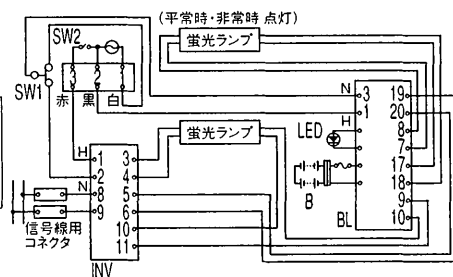 (平常時・非常時 点灯)
蛍光ランプ
SW2
3 2 1
赤 黒 白
SW1
蛍光ランプ
N 3 19
1 20
H 8
LED 7
17
B 18
9
BL 10
H 1 3
2 4
N 8 5
9 6
10
11
信号線用
コネクタ
INV